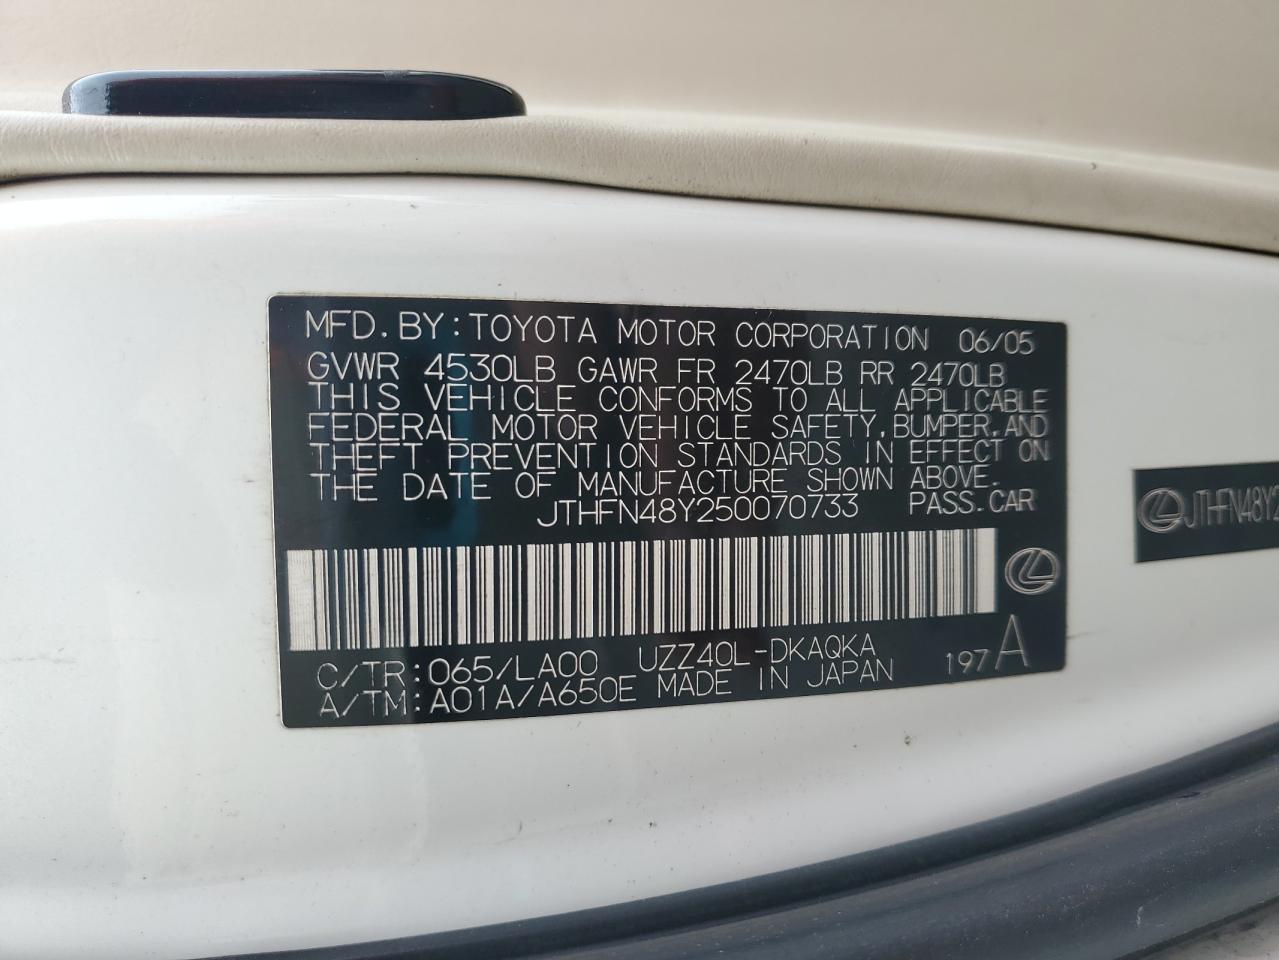 MFD. BY: TOYOTA MOTOR CORPORATION 06/05
GVWR 4530LB GAWR FR 2470LB RR 2470LB
THIS VEHICLE CONFORMS TO ALL APPLICABLE
FEDERAL MOTOR VEHICLE SAFETY, BUMPER, AND
THEFT PREVENTION STANDARDS IN EFFECT ON
THE DATE OF MANUFACTURE SHOWN ABOVE.
JTHFN48Y250070733 PASS. CAR
C/TR: 065/LA00 UZZ40L-DKAQKA
A/TM: A01A/A650E MADE IN JAPAN 197 A
JTHFN48Y2